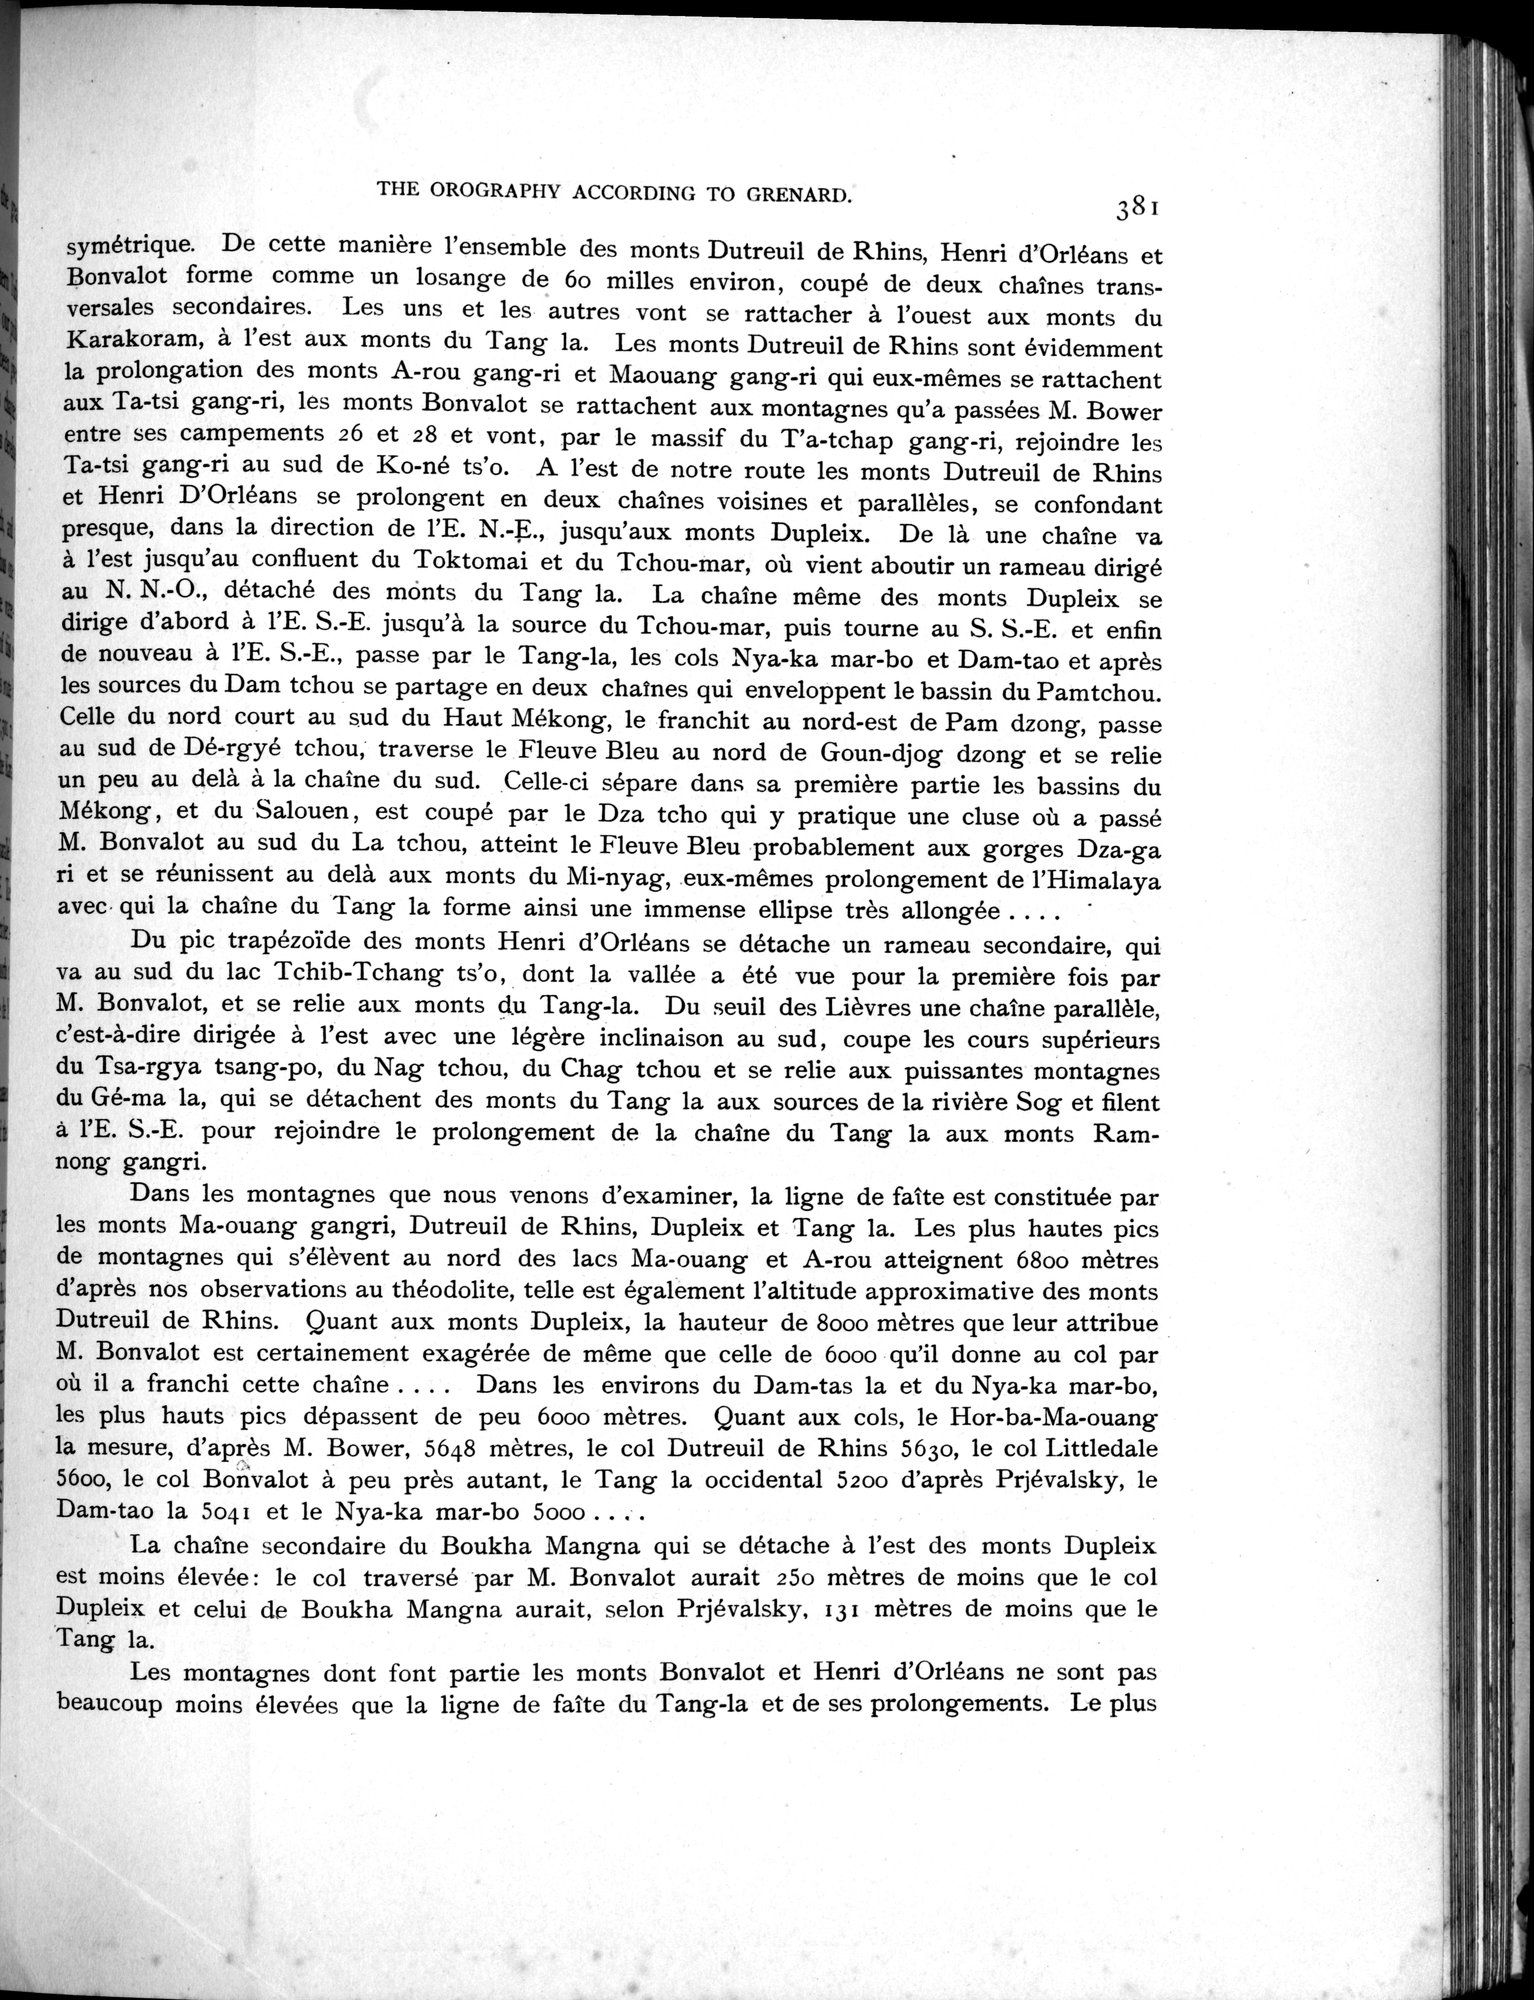 THE OROGRAPHY ACCORDING TO GRENARD.
381
symétrique. De cette manière l'ensemble des monts Dutreuil de Rhins, Henri d'Orléans et
Bonvalot forme comme un losange de 60 milles environ, coupé de deux chaînes trans-
versales secondaires. Les uns et les autres vont se rattacher à l'ouest aux monts du
Karakoram, à l'est aux monts du Tang la. Les monts Dutreuil de Rhins sont évidemment
la prolongation des monts A-rou gang-ri et Maouang gang-ri qui eux-mêmes se rattachent
aux Ta-tsi gang-ri, les monts Bonvalot se rattachent aux montagnes qu'a passées M. Bower
entre ses campements 26 et 28 et vont, par le massif du T'a-tchap gang-ri, rejoindre les
Ta-tsi gang-ri au sud de Ko-né ts'o. A l'est de notre route les monts Dutreuil de Rhins
et Henri D'Orléans se prolongent en deux chaînes voisines et parallèles, se confondant
presque, dans la direction de l'E. N.-E., jusqu'aux monts Dupleix. De là une chaîne va
à l'est jusqu'au confluent du Toktomai et du Tchou-mar, où vient aboutir un rameau dirigé
au N. N.-O., détaché des monts du Tang la. La chaîne même des monts Dupleix se
dirige d'abord à l'E. S.-E. jusqu'à la source du Tchou-mar, puis tourne au S. S.-E. et enfin
de nouveau à l'E. S.-E., passe par le Tang-la, les cols Nya-ka mar-bo et Dam-tao et après
les sources du Dam tchou se partage en deux chaînes qui enveloppent le bassin du Pamtchou.
Celle du nord court au sud du Haut Mékong, le franchit au nord-est de Pam dzong, passe
au sud de Dé-rgyé tchou, traverse le Fleuve Bleu au nord de Goun-djog dzong et se relie
un peu au delà à la chaîne du sud. Celle-ci sépare dans sa première partie les bassins du
Mékong, et du Salouen, est coupé par le Dza tcho qui y pratique une cluse où a passé
M. Bonvalot au sud du La tchou, atteint le Fleuve Bleu probablement aux gorges Dza-ga
ri et se réunissent au delà aux monts du Mi-nyag, eux-mêmes prolongement de l'Himalaya
avec qui la chaîne du Tang la forme ainsi une immense ellipse très allongée ....
Du pic trapézoïde des monts Henri d'Orléans se détache un rameau secondaire, qui
va au sud du lac Tchib-Tchang ts'o, dont la vallée a été vue pour la première fois par
M. Bonvalot, et se relie aux monts du Tang-la. Du seuil des Lièvres une chaîne parallèle,
c'est-à-dire dirigée à l'est avec une légère inclinaison au sud, coupe les cours supérieurs
du Tsa-rgya tsang-po, du Nag tchou, du Chag tchou et se relie aux puissantes montagnes
du Gé-ma la, qui se détachent des monts du Tang la aux sources de la rivière Sog et filent
à l'E. S.-E. pour rejoindre le prolongement de la chaîne du Tang la aux monts Ram-
nong gangri.
Dans les montagnes que nous venons d'examiner, la ligne de faîte est constituée par
les monts Ma-ouang gangri, Dutreuil de Rhins, Dupleix et Tang la. Les plus hautes pics
de montagnes qui s'élèvent au nord des lacs Ma-ouang et A-rou atteignent 6800 mètres
d'après nos observations au théodolite, telle est également l'altitude approximative des monts
Dutreuil de Rhins. Quant aux monts Dupleix, la hauteur de 8000 mètres que leur attribue
M. Bonvalot est certainement exagérée de même que celle de 6000 qu'il donne au col par
où il a franchi cette chaîne .... Dans les environs du Dam-tas la et du Nya-ka mar-bo,
les plus hauts pics dépassent de peu 6000 mètres. Quant aux cols, le Hor-ba-Ma-ouang
la mesure, d'après M. Bower, 5648 mètres, le col Dutreuil de Rhins 5630, le col Littledale
5600, le col Bonvalot à peu près autant, le Tang la occidental 5200 d'après Prjévalsky, le
Dam-tao la 5041 et le Nya-ka mar-bo 5000 ....
La chaîne secondaire du Boukha Mangna qui se détache à l'est des monts Dupleix
est moins élevée: le col traversé par M. Bonvalot aurait 250 mètres de moins que le col
Dupleix et celui de Boukha Mangna aurait, selon Prjévalsky, 131 mètres de moins que le
Tang la.
Les montagnes dont font partie les monts Bonvalot et Henri d'Orléans ne sont pas
beaucoup moins élevées que la ligne de faîte du Tang-la et de ses prolongements. Le plus